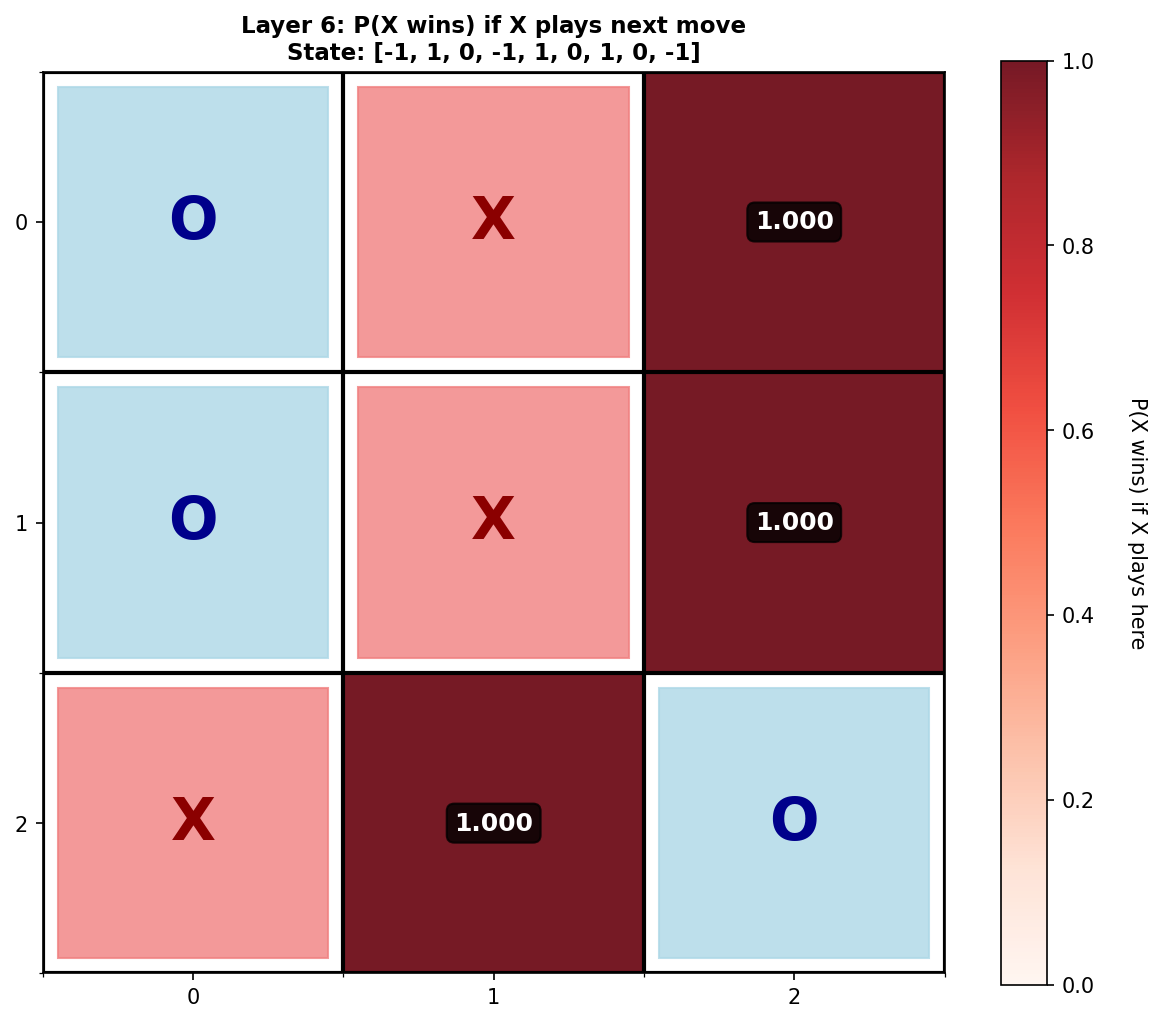 Layer 6: P(X wins) if X plays next move
State: [-1, 1, 0, -1, 1, 0, 1, 0, -1]
O X 1.000
O X 1.000
X 1.000 O
0
1
2
0 1 2
1.0
0.8
0.6
0.4
0.2
0.0
P(X wins) if X plays here